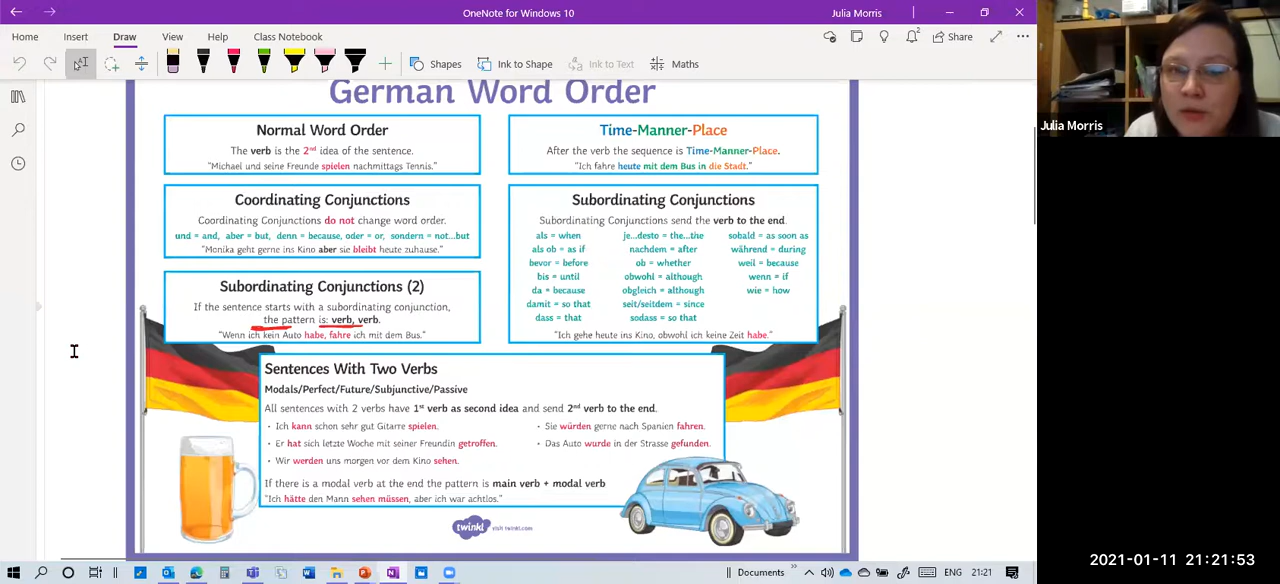 OneNote for Windows 10
Julia Morris
Home
Insert
Draw
View
Help
Class Notebook
Share
Shapes
Ink to Shape
Ink to Text
Maths
Julia Morris
German Word Order
Normal Word Order
The verb is the 2nd idea of the sentence.
"Michael und seine Freunde spielen nachmittags Tennis."
Time-Manner-Place
After the verb the sequence is Time-Manner-Place.
"Ich fahre heute mit dem Bus in die Stadt."
Coordinating Conjunctions
Coordinating Conjunctions do not change word order.
und = and, aber = but, denn = because, oder = or, sondern = not...but
"Monika geht gerne ins Kino aber sie bleibt heute zuhause."
Subordinating Conjunctions
Subordinating Conjunctions send the verb to the end.
als = when je...desto = the...the sobald = as soon as
als ob = as if nachdem = after während = during
bevor = before ob = whether weil = because
bis = until obwohl = although wenn = if
da = because obgleich = although wie = how
damit = so that seit/seitdem = since
dass = that sodass = so that
"Ich gehe heute ins Kino, obwohl ich keine Zeit habe."
Subordinating Conjunctions (2)
If the sentence starts with a subordinating conjunction,
the pattern is: verb, verb.
"Wenn ich kein Auto habe, fahre ich mit dem Bus."
Sentences With Two Verbs
Modals/Perfect/Future/Subjunctive/Passive
All sentences with 2 verbs have 1st verb as second idea and send 2nd verb to the end.
• Ich kann schon sehr gut Gitarre spielen.
• Er hat sich letzte Woche mit seiner Freundin getroffen.
• Wir werden uns morgen vor dem Kino sehen.
• Sie würden gerne nach Spanien fahren.
• Das Auto wurde in der Strasse gefunden.
If there is a modal verb at the end the pattern is main verb + modal verb
"Ich hätte den Mann sehen müssen, aber ich war achtlos."
twinkl visit twinkl.com
2021-01-11 21:21:53
Documents
ENG
21:21